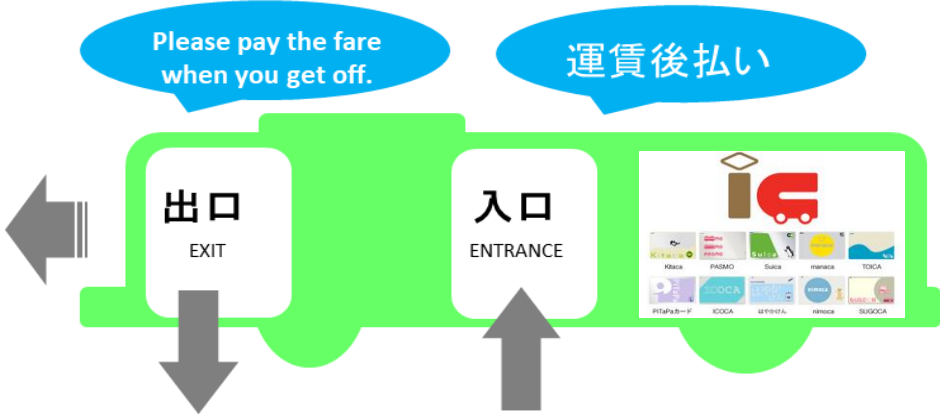 Please pay the fare
when you get off.
運賃後払い
出口
EXIT
入口
ENTRANCE
ic
Kitaca
PASMO
Suica
manaca
TOICA
PiTaPaカード
ICOCA
はやかけん
nimoca
SUGOCA